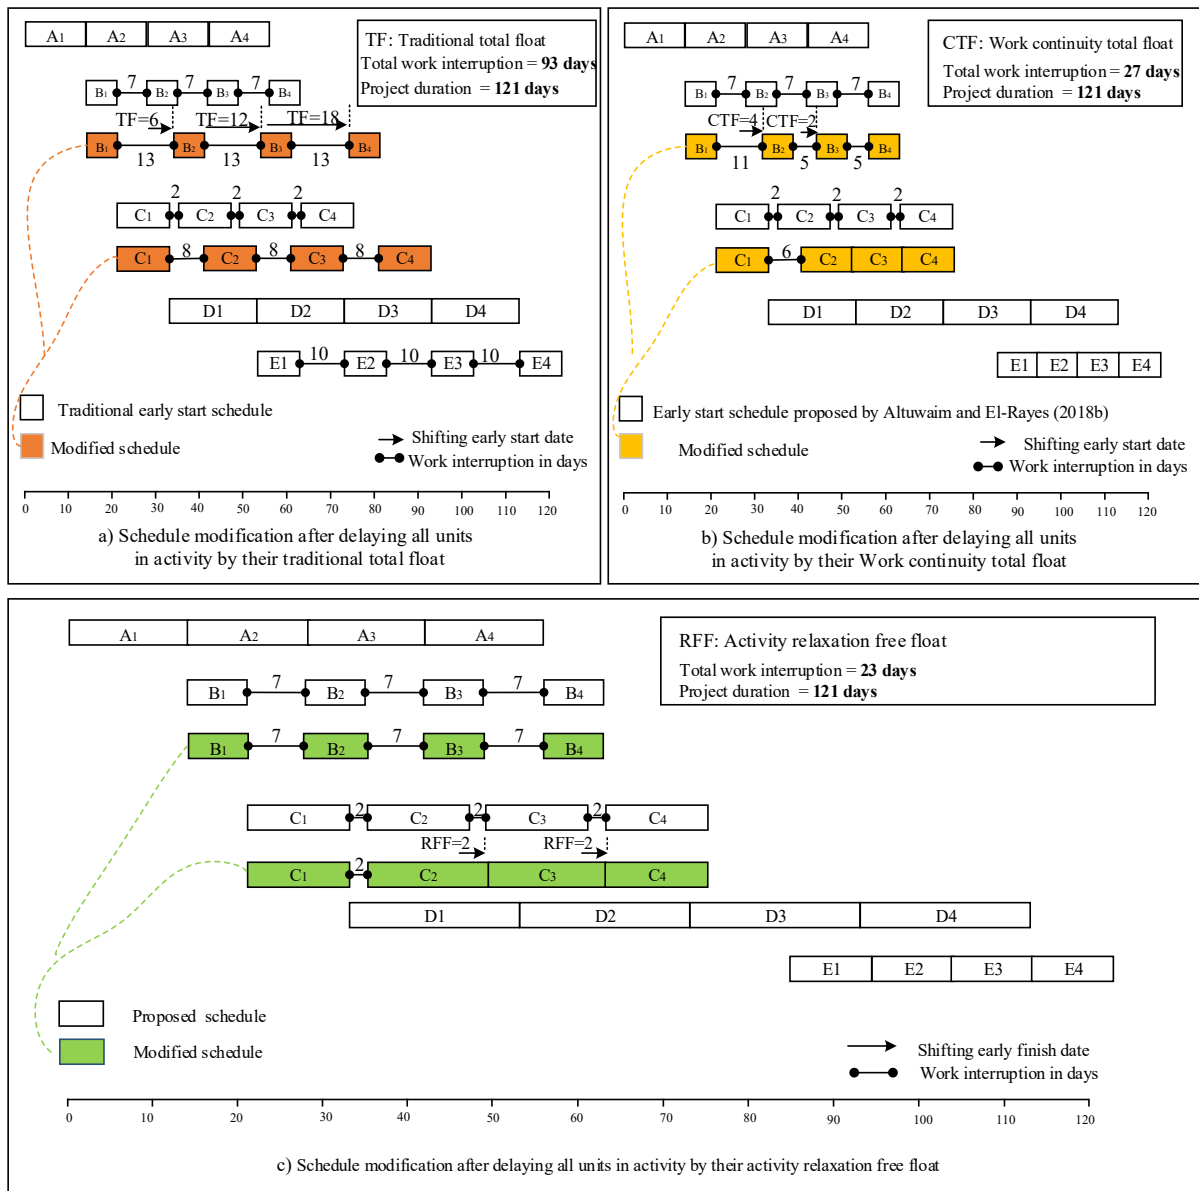 A1 A2 A3 A4
TF: Traditional total float
Total work interruption = 93 days
Project duration = 121 days
7 7 7
B1 B2 B3 B4
TF=6 TF=12 TF=18
B1 B2 B3 B4
13 13 13
2 2 2
C1 C2 C3 C4
C1 8 C2 8 C3 8 C4
D1 D2 D3 D4
E1 10 E2 10 E3 10 E4
Traditional early start schedule
Modified schedule
Shifting early start date
Work interruption in days
0 10 20 30 40 50 60 70 80 90 100 110 120
a) Schedule modification after delaying all units
in activity by their traditional total float
A1 A2 A3 A4
CTF: Work continuity total float
Total work interruption = 27 days
Project duration = 121 days
7 7 7
B1 B2 B3 B4
CTF=4 CTF=2
B1 B2 B3 B4
11 5 5
2 2 2
C1 C2 C3 C4
C1 6 C2 C3 C4
D1 D2 D3 D4
E1 E2 E3 E4
Early start schedule proposed by Altuwaim and El-Rayes (2018b)
Modified schedule
Shifting early start date
Work interruption in days
0 10 20 30 40 50 60 70 80 90 100 110 120
b) Schedule modification after delaying all units
in activity by their Work continuity total float
A1 A2 A3 A4
RFF: Activity relaxation free float
Total work interruption = 23 days
Project duration = 121 days
B1 7 B2 7 B3 7 B4
B1 7 B2 7 B3 7 B4
C1 2 C2 2 C3 2 C4
RFF=2 RFF=2
C1 2 C2 C3 C4
D1 D2 D3 D4
E1 E2 E3 E4
Proposed schedule
Modified schedule
Shifting early finish date
Work interruption in days
0 10 20 30 40 50 60 70 80 90 100 110 120
c) Schedule modification after delaying all units in activity by their activity relaxation free float